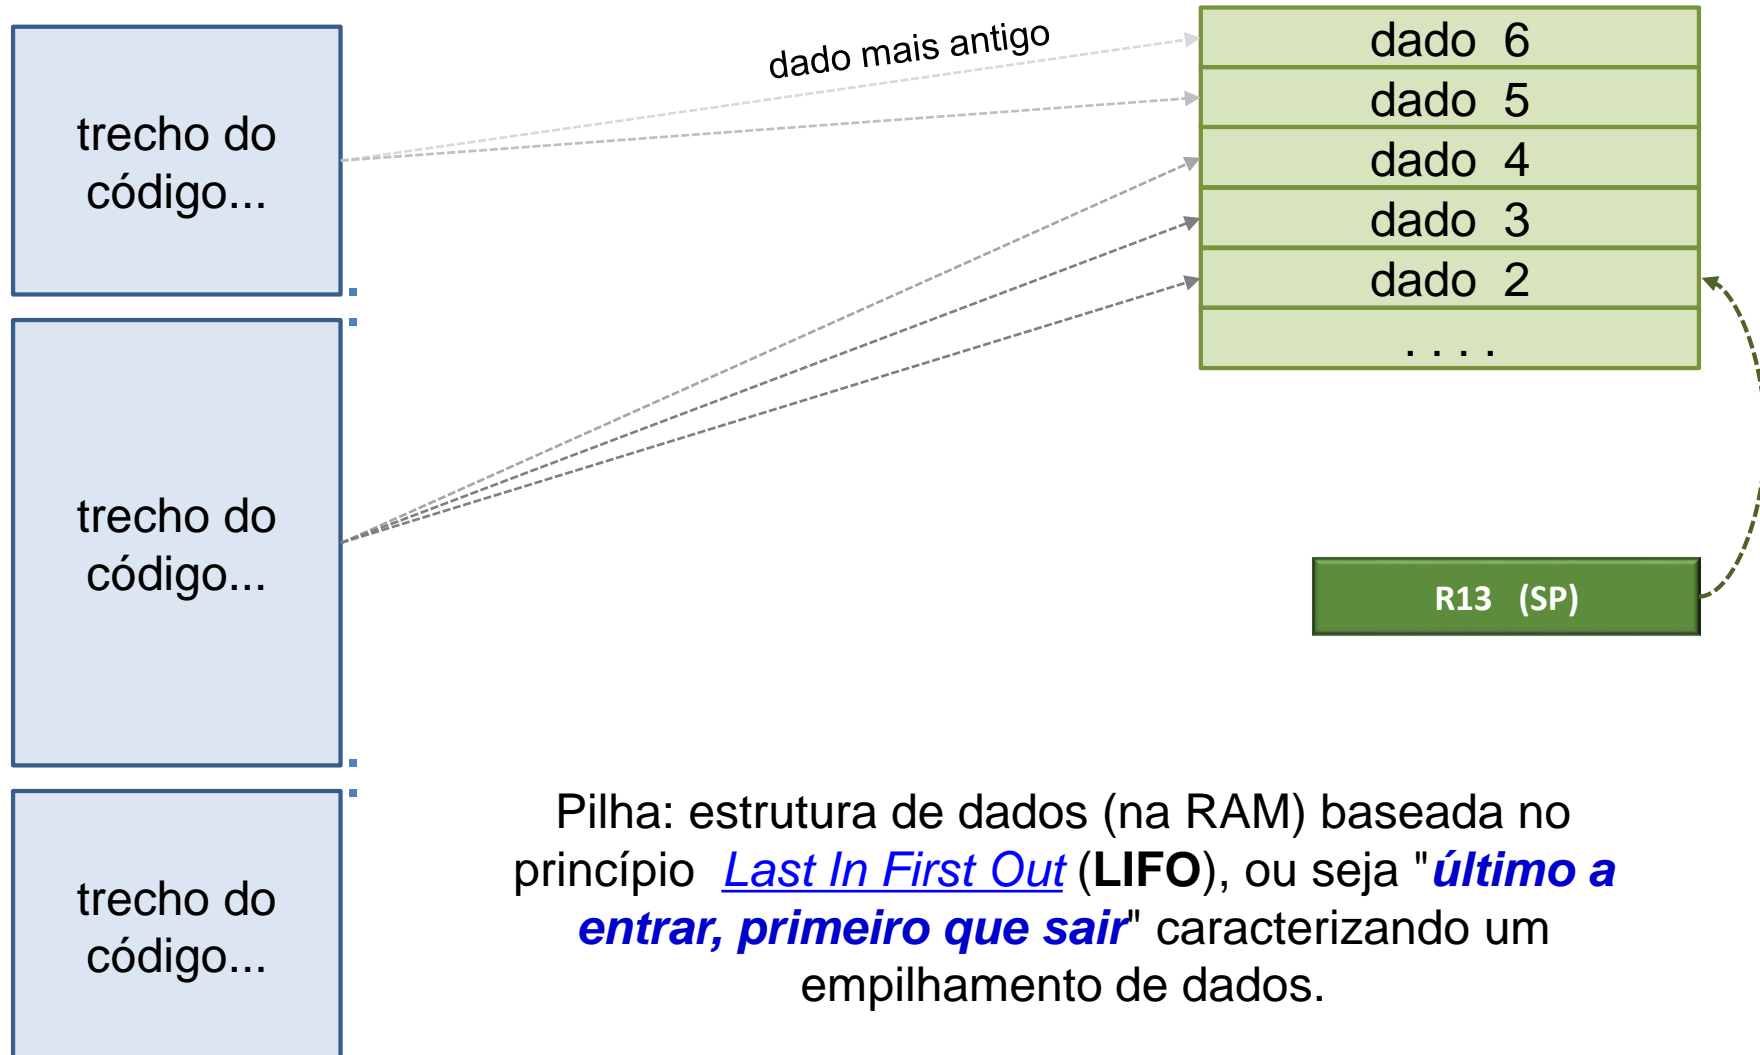 trecho do
código...
dado mais antigo
dado 6
dado 5
dado 4
dado 3
dado 2
. . . .
trecho do
código...
R13 (SP)
trecho do
código...
Pilha: estrutura de dados (na RAM) baseada no
princípio Last In First Out (LIFO), ou seja "último a
entrar, primeiro que sair" caracterizando um
empilhamento de dados.